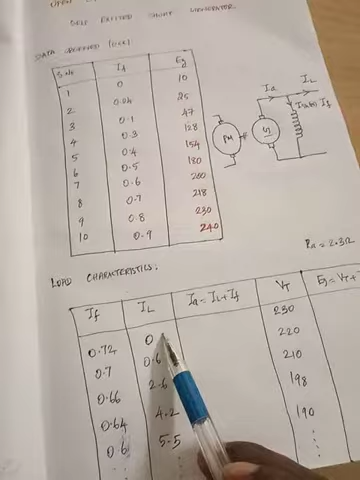 OPEN
SELF EXCITED SHUNT GENERATOR
DATA OBSERVED (OCC)
S.No If Eg
1 0 10
2 0.04 25
3 0.1 47
4 0.3 128
5 0.4 154
6 0.5 180
7 0.6 200
8 0.7 218
9 0.8 230
10 0.9 240
Ia IL
If
PM G
Ra = 2.3Ω
LOAD CHARACTERISTICS:
If IL Ia = IL + If VT Eg = VT +
0.72 0 230
0.7 0.6 220
0.66 2.6 210
0.64 4.2 198
0.6 5.5 190